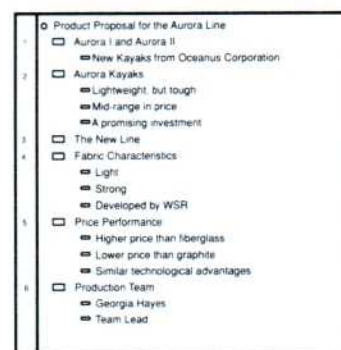 Product Proposal for the Aurora Line
1 Aurora I and Aurora II
New Kayaks from Oceanus Corporation
2 Aurora Kayaks
Lightweight, but tough
Mid-range in price
A promising investment
3 The New Line
4 Fabric Characteristics
Light
Strong
Developed by WSR
5 Price Performance
Higher price than fiberglass
Lower price than graphite
Similar technological advantages
6 Production Team
Georgia Hayes
Team Lead